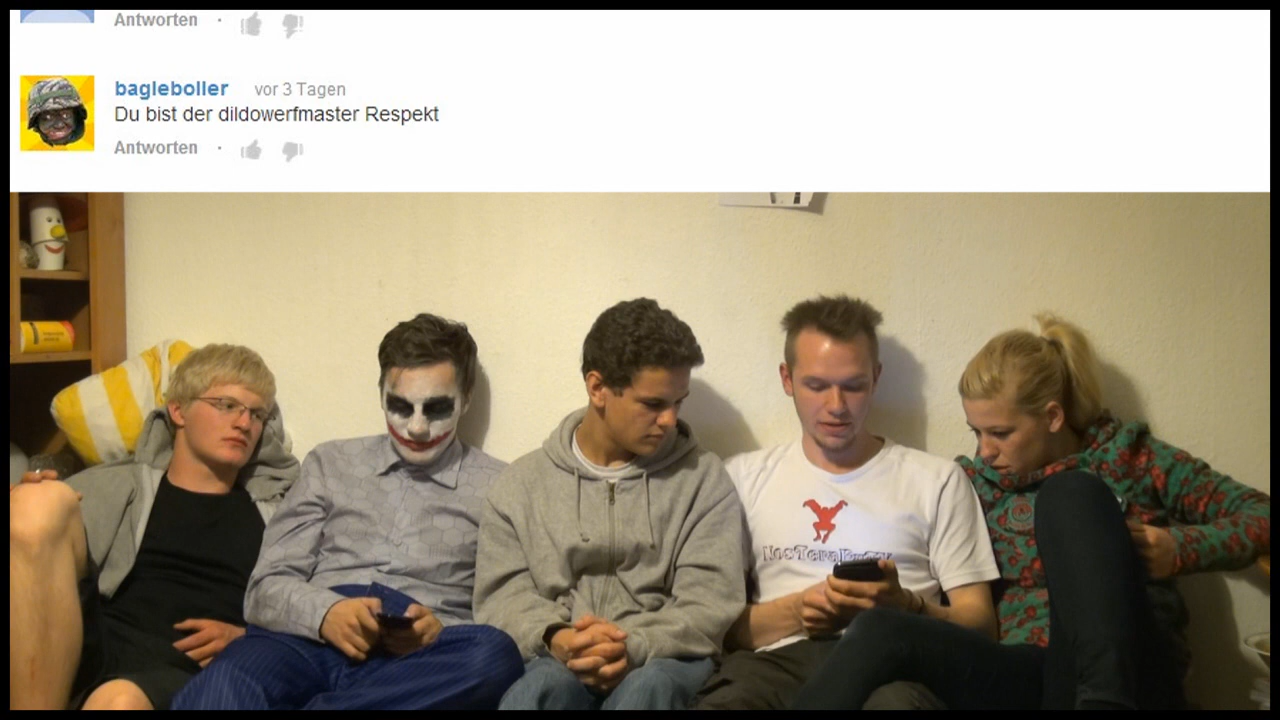 Antworten ·
bagleboller vor 3 Tagen
Du bist der dildowerfmaster Respekt
Antworten ·